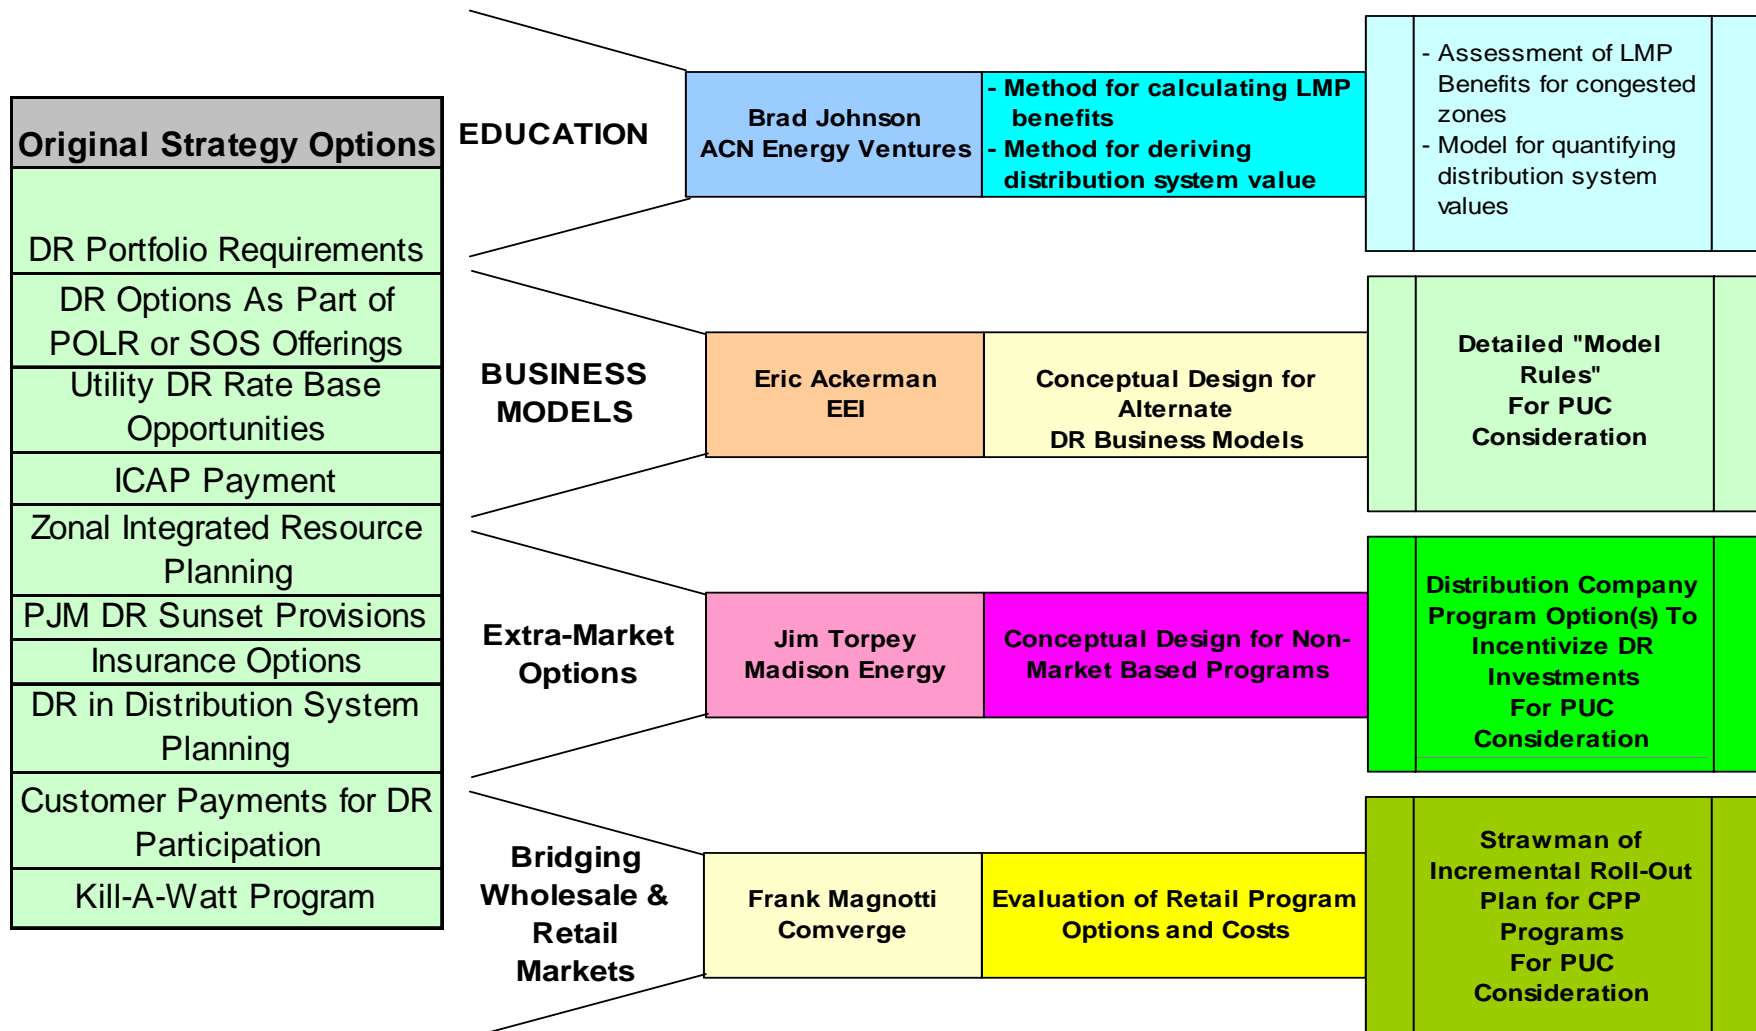 Original Strategy Options
DR Portfolio Requirements
DR Options As Part of
POLR or SOS Offerings
Utility DR Rate Base
Opportunities
ICAP Payment
Zonal Integrated Resource
Planning
PJM DR Sunset Provisions
Insurance Options
DR in Distribution System
Planning
Customer Payments for DR
Participation
Kill-A-Watt Program
EDUCATION
Brad Johnson
ACN Energy Ventures
- Method for calculating LMP
benefits
- Method for deriving
distribution system value
- Assessment of LMP
Benefits for congested
zones
- Model for quantifying
distribution system
values
BUSINESS
MODELS
Eric Ackerman
EEI
Conceptual Design for
Alternate
DR Business Models
Detailed "Model
Rules"
For PUC
Consideration
Extra-Market
Options
Jim Torpey
Madison Energy
Conceptual Design for Non-
Market Based Programs
Distribution Company
Program Option(s) To
Incentivize DR
Investments
For PUC
Consideration
Bridging
Wholesale &
Retail
Markets
Frank Magnotti
Comverge
Evaluation of Retail Program
Options and Costs
Strawman of
Incremental Roll-Out
Plan for CPP
Programs
For PUC
Consideration